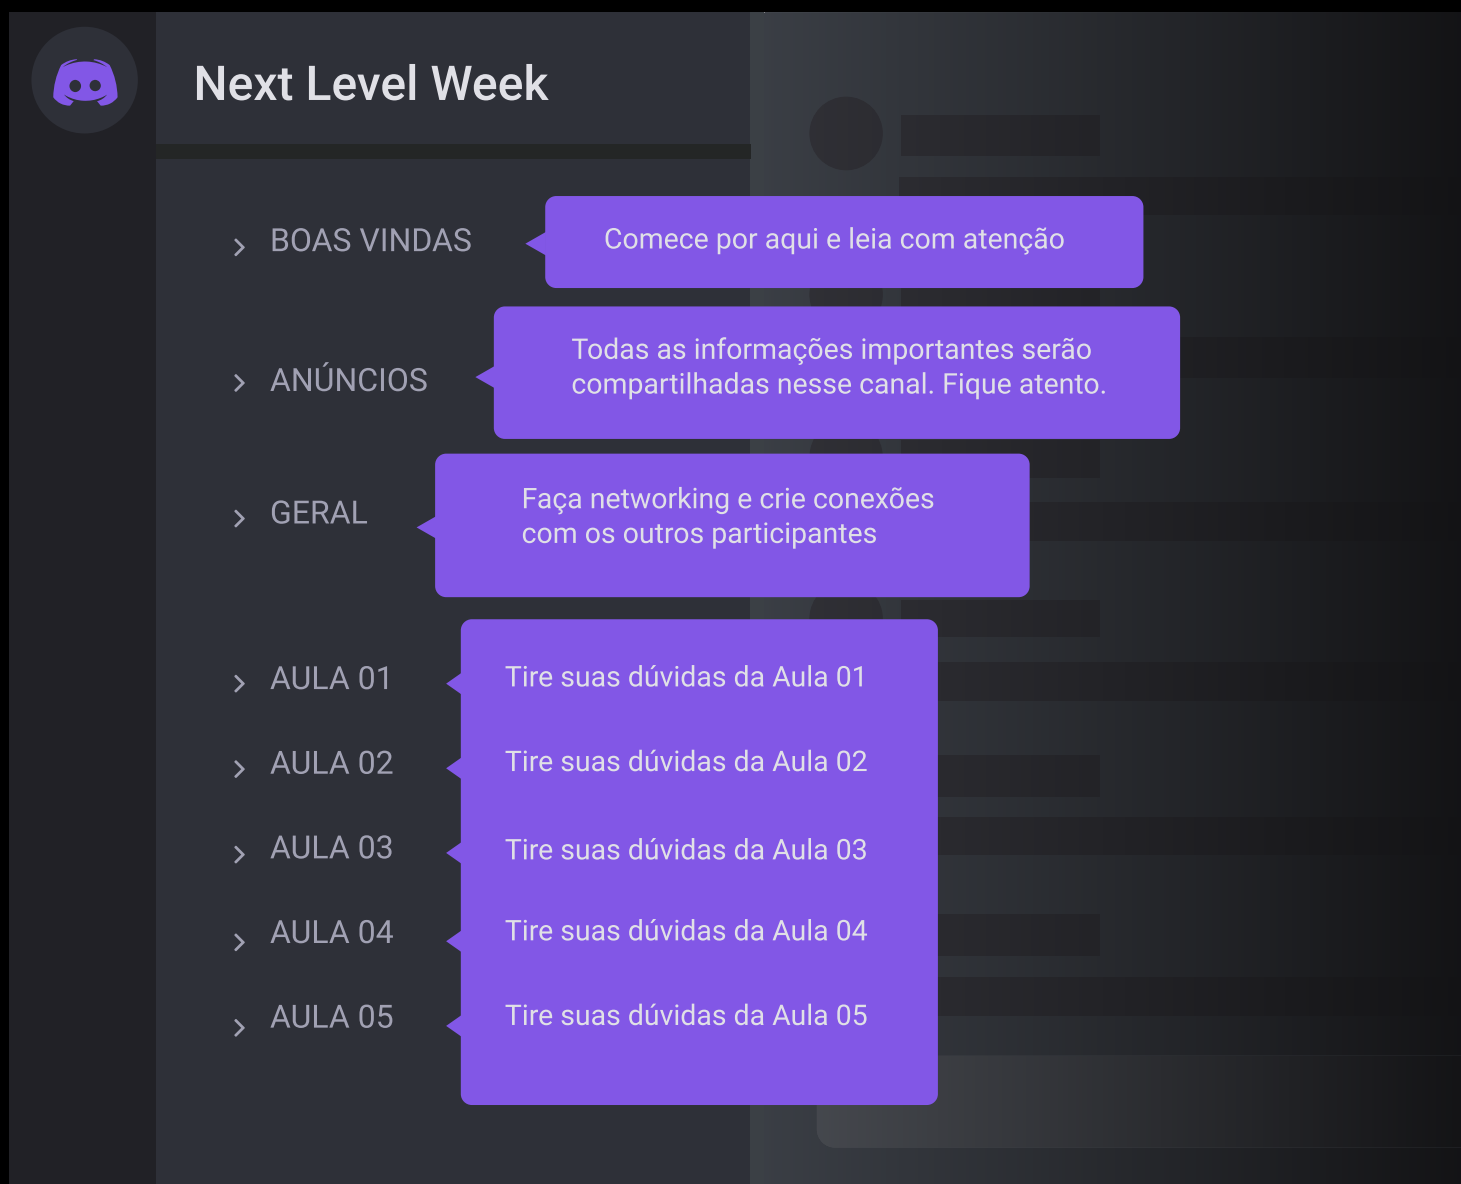 Next Level Week
BOAS VINDAS
Comece por aqui e leia com atenção
ANÚNCIOS
Todas as informações importantes serão
compartilhadas nesse canal. Fique atento.
GERAL
Faça networking e crie conexões
com os outros participantes
AULA 01
Tire suas dúvidas da Aula 01
AULA 02
Tire suas dúvidas da Aula 02
AULA 03
Tire suas dúvidas da Aula 03
AULA 04
Tire suas dúvidas da Aula 04
AULA 05
Tire suas dúvidas da Aula 05